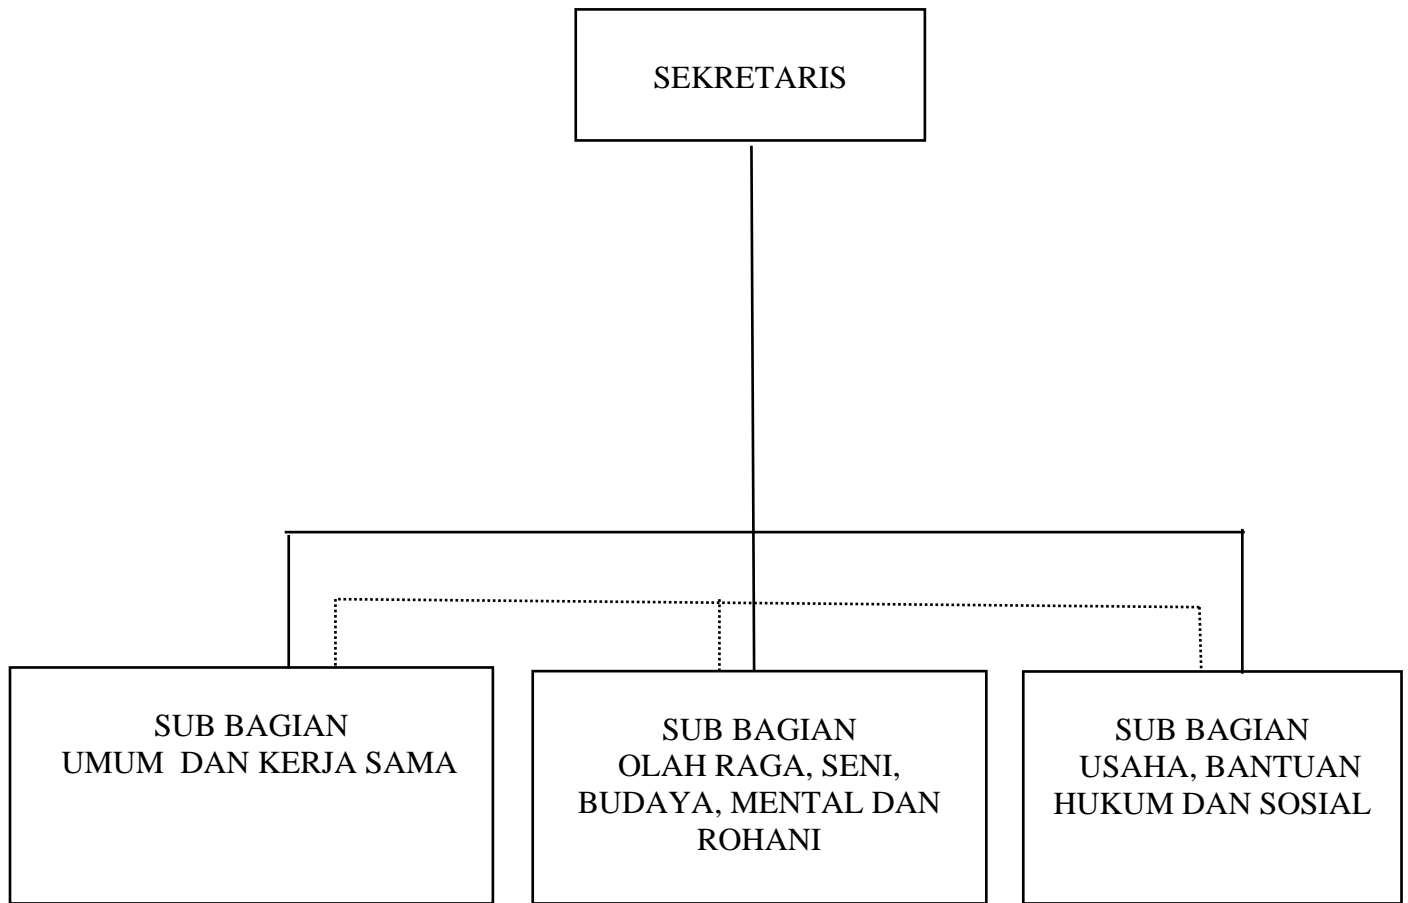 SEKRETARIS
SUB BAGIAN
UMUM  DAN KERJA SAMA
SUB BAGIAN
OLAH RAGA, SENI,
BUDAYA, MENTAL DAN
ROHANI
SUB BAGIAN
USAHA, BANTUAN
HUKUM DAN SOSIAL